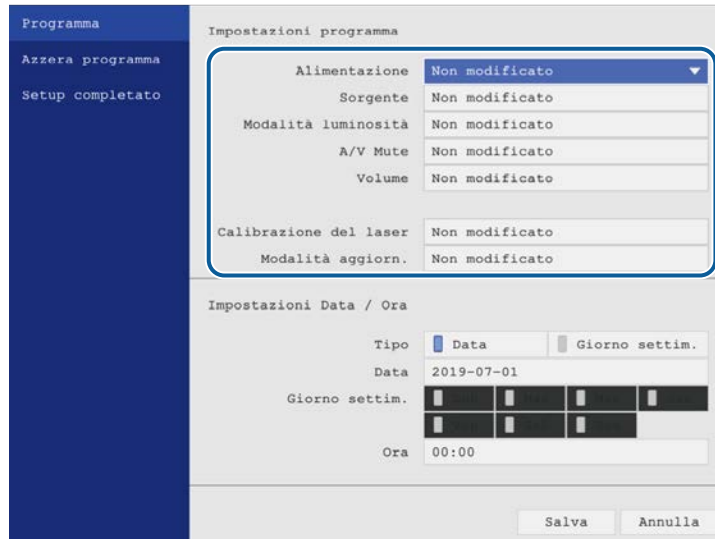 Programma
Azzera programma
Setup completato
Impostazioni programma
Alimentazione Non modificato
Sorgente Non modificato
Modalità luminosità Non modificato
A/V Mute Non modificato
Volume Non modificato
Calibrazione del laser Non modificato
Modalità aggiorn. Non modificato
Impostazioni Data / Ora
Tipo Data Giorno settim.
Data 2019-07-01
Giorno settim.
Ora 00:00
Salva Annulla